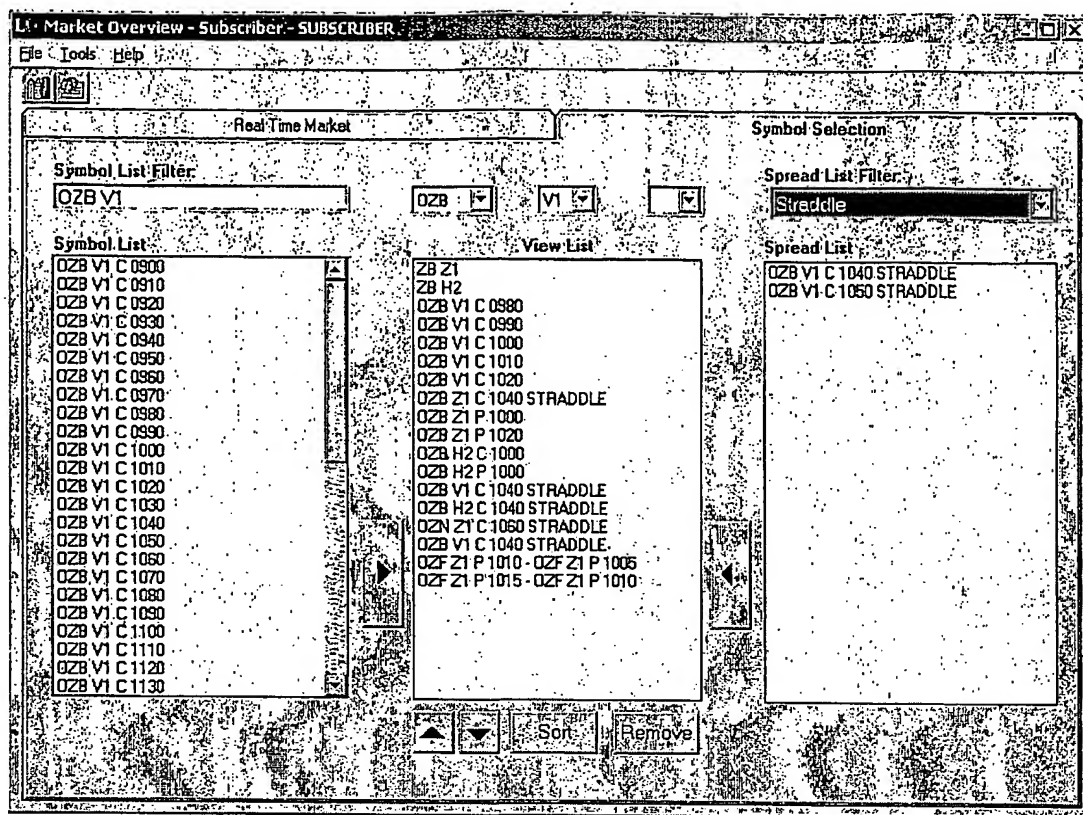 Market Overview - Subscriber - SUBSCRIBER
File Tools Help
Real Time Market
Symbol Selection
Symbol List Filter:
Spread List Filter:
OZB V1
OZB
V1
Straddle
Symbol List
View List
Spread List
OZB V1 C 0900
OZB V1 C 0910
OZB V1 C 0920
OZB V1 C 0930
OZB V1 C 0940
OZB V1 C 0950
OZB V1 C 0960
OZB V1 C 0970
OZB V1 C 0980
OZB V1 C 0990
OZB V1 C 1000
OZB V1 C 1010
OZB V1 C 1020
OZB V1 C 1030
OZB V1 C 1040
OZB V1 C 1050
OZB V1 C 1060
OZB V1 C 1070
OZB V1 C 1080
OZB V1 C 1090
OZB V1 C 1100
OZB V1 C 1110
OZB V1 C 1120
OZB V1 C 1130
ZB Z1
ZB H2
OZB V1 C 0980
OZB V1 C 0990
OZB V1 C 1000
OZB V1 C 1010
OZB V1 C 1020
OZB Z1 C 1040 STRADDLE
OZB Z1 P 1000
OZB Z1 P 1020
OZB H2 C 1000
OZB H2 P 1000
OZB V1 C 1040 STRADDLE
OZB H2 C 1040 STRADDLE
OZN Z1 C 1060 STRADDLE
OZB V1 C 1040 STRADDLE
OZF Z1 P 1010 - OZF Z1 P 1005
OZF Z1 P 1015 - OZF Z1 P 1010
OZB V1 C 1040 STRADDLE
OZB V1 C 1050 STRADDLE
Sort
Remove